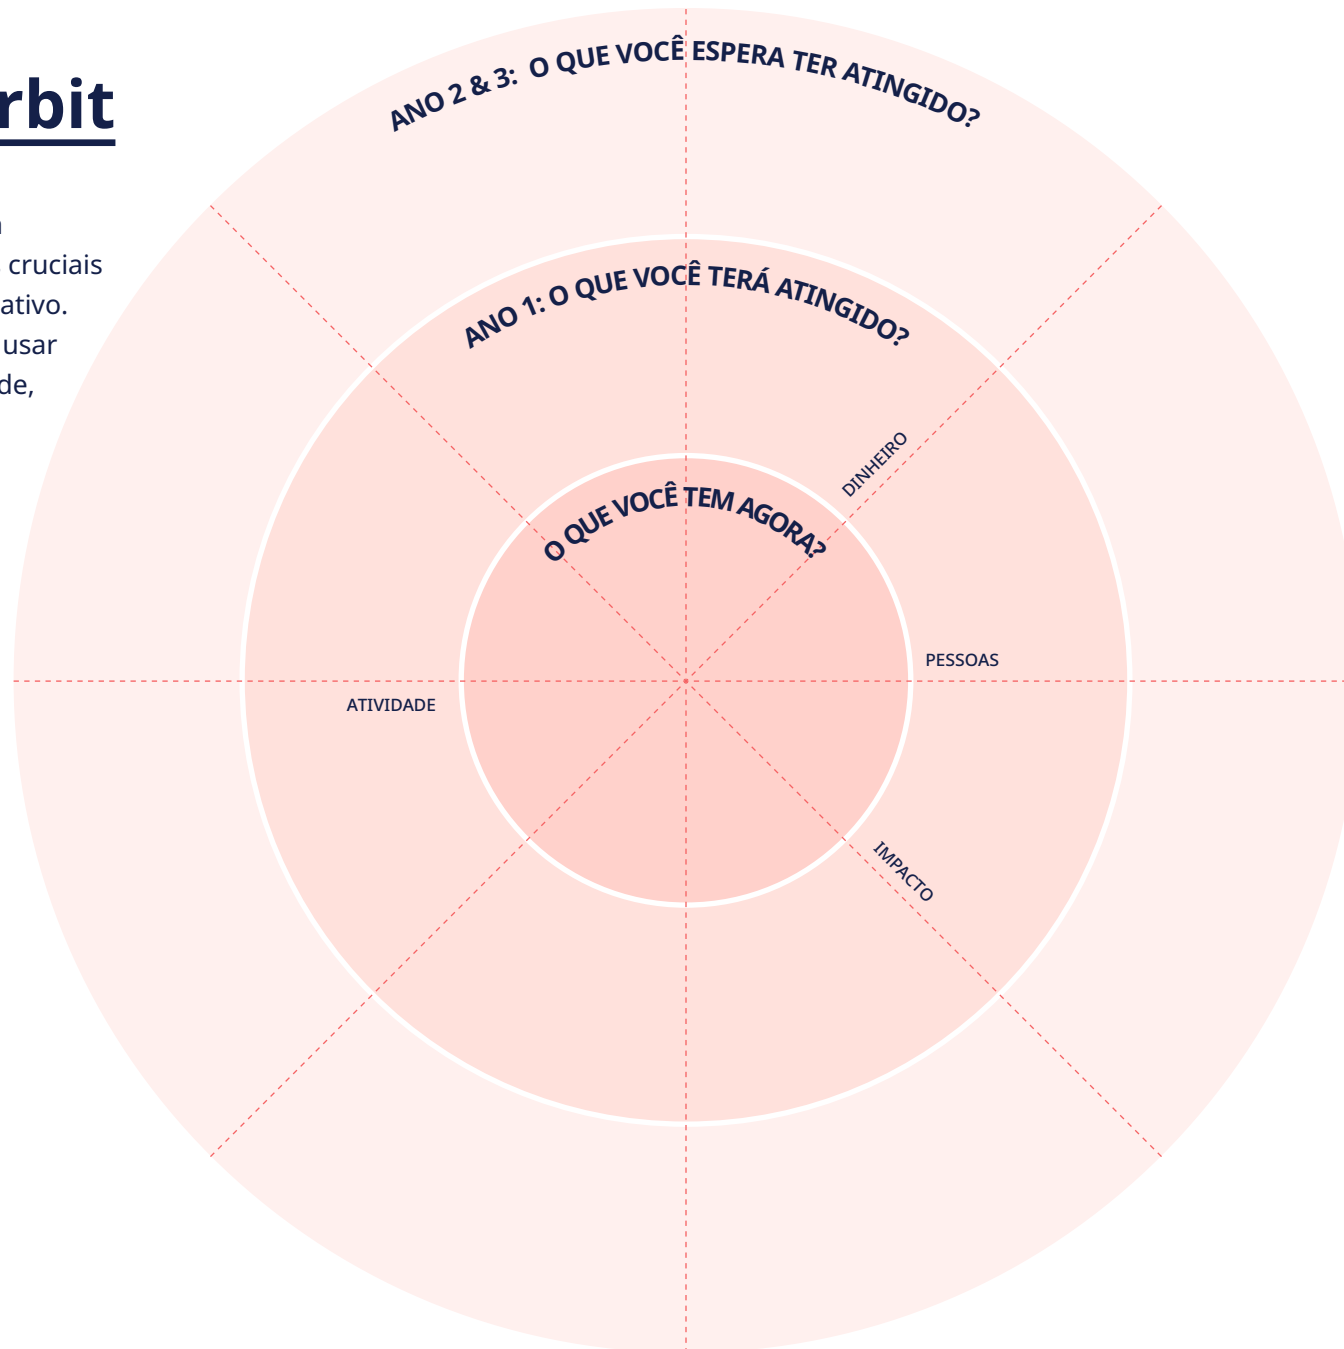 rbit
cruciais
ativo.
usar
de,
ANO 2 & 3: O QUE VOCÊ ESPERA TER ATINGIDO?
ANO 1: O QUE VOCÊ TERÁ ATINGIDO?
DINHEIRO
O QUE VOCÊ TEM AGORA?
PESSOAS
ATIVIDADE
IMPACTO